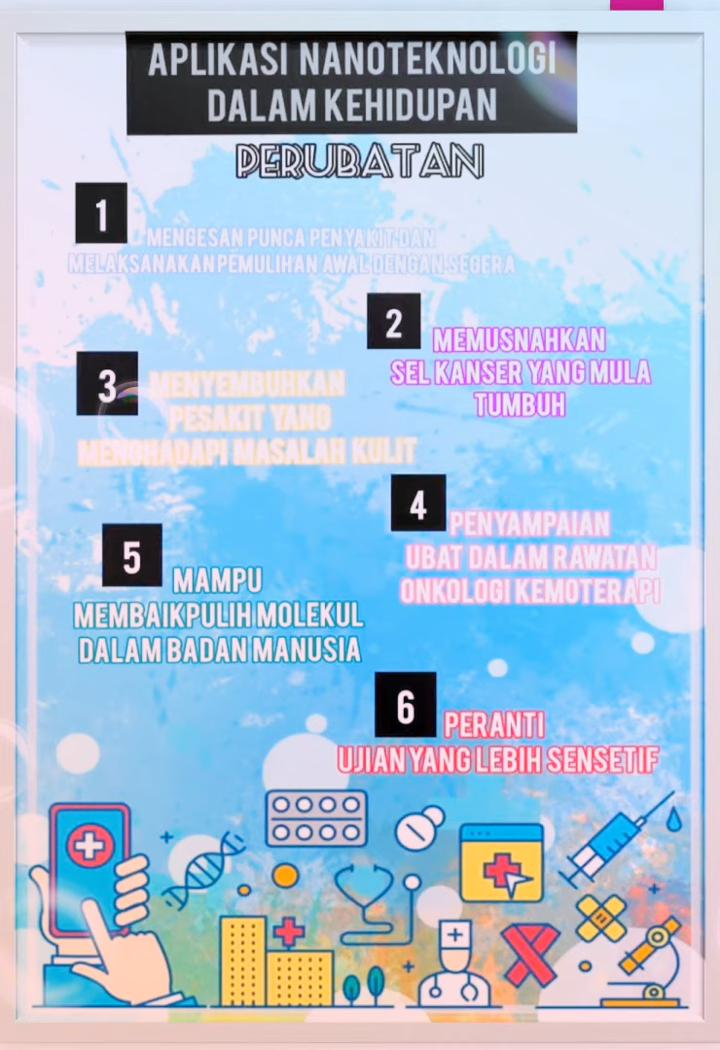 APLIKASI NANOTEKNOLOGI
DALAM KEHIDUPAN
PERUBATAN
1
MENGESAN PUNCA PENYAKIT DAN
MELAKSANAKAN PEMULIHAN AWAL DENGAN SEGERA
2
MEMUSNAHKAN
SEL KANSER YANG MULA
TUMBUH
3
MENYEMBUHKAN
PESAKIT YANG
MENGHADAPI MASALAH KULIT
4
PENYAMPAIAN
UBAT DALAM RAWATAN
ONKOLOGI KEMOTERAPI
5
MAMPU
MEMBAIKPULIH MOLEKUL
DALAM BADAN MANUSIA
6
PERANTI
UJIAN YANG LEBIH SENSETIF